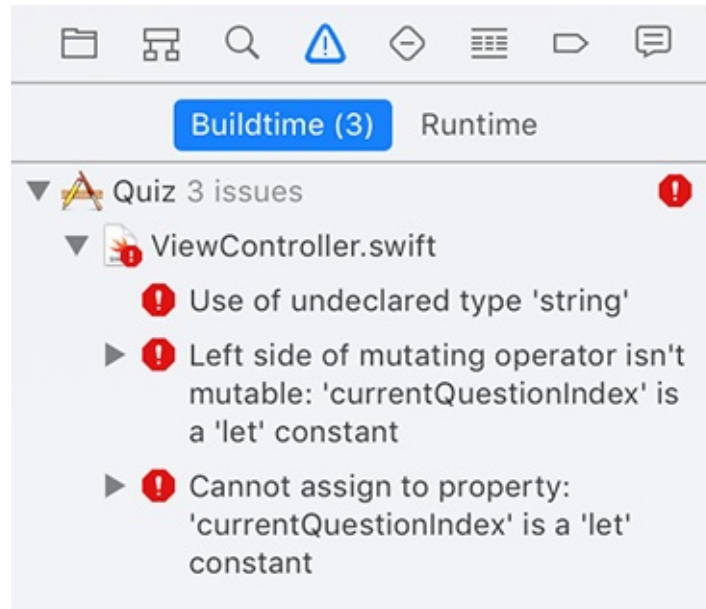 Buildtime (3) Runtime
Quiz 3 issues
ViewController.swift
Use of undeclared type 'string'
Left side of mutating operator isn't
mutable: 'currentQuestionIndex' is
a 'let' constant
Cannot assign to property:
'currentQuestionIndex' is a 'let'
constant